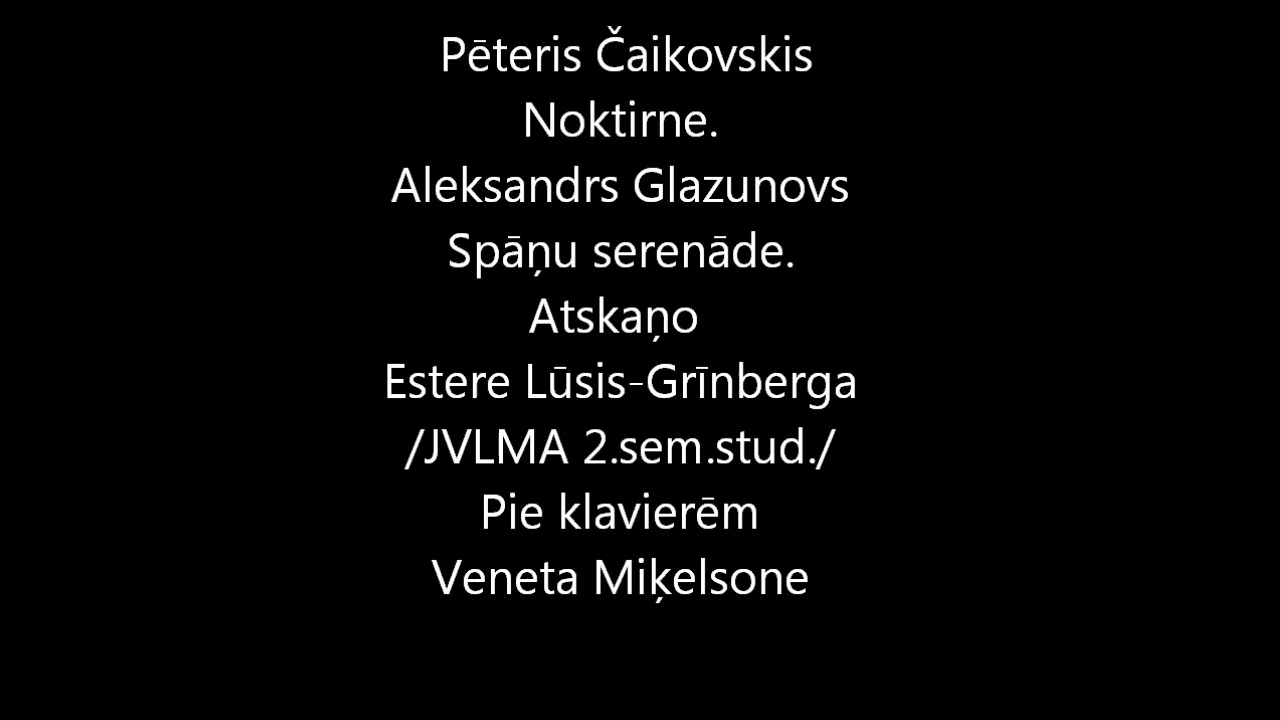 Pēteris Čaikovskis
Noktirne.
Aleksandrs Glazunovs
Spāņu serenāde.
Atskaņo
Estere Lūsis-Grīnberga
/JVLMA 2.sem.stud./
Pie klavierēm
Veneta Miķelsone